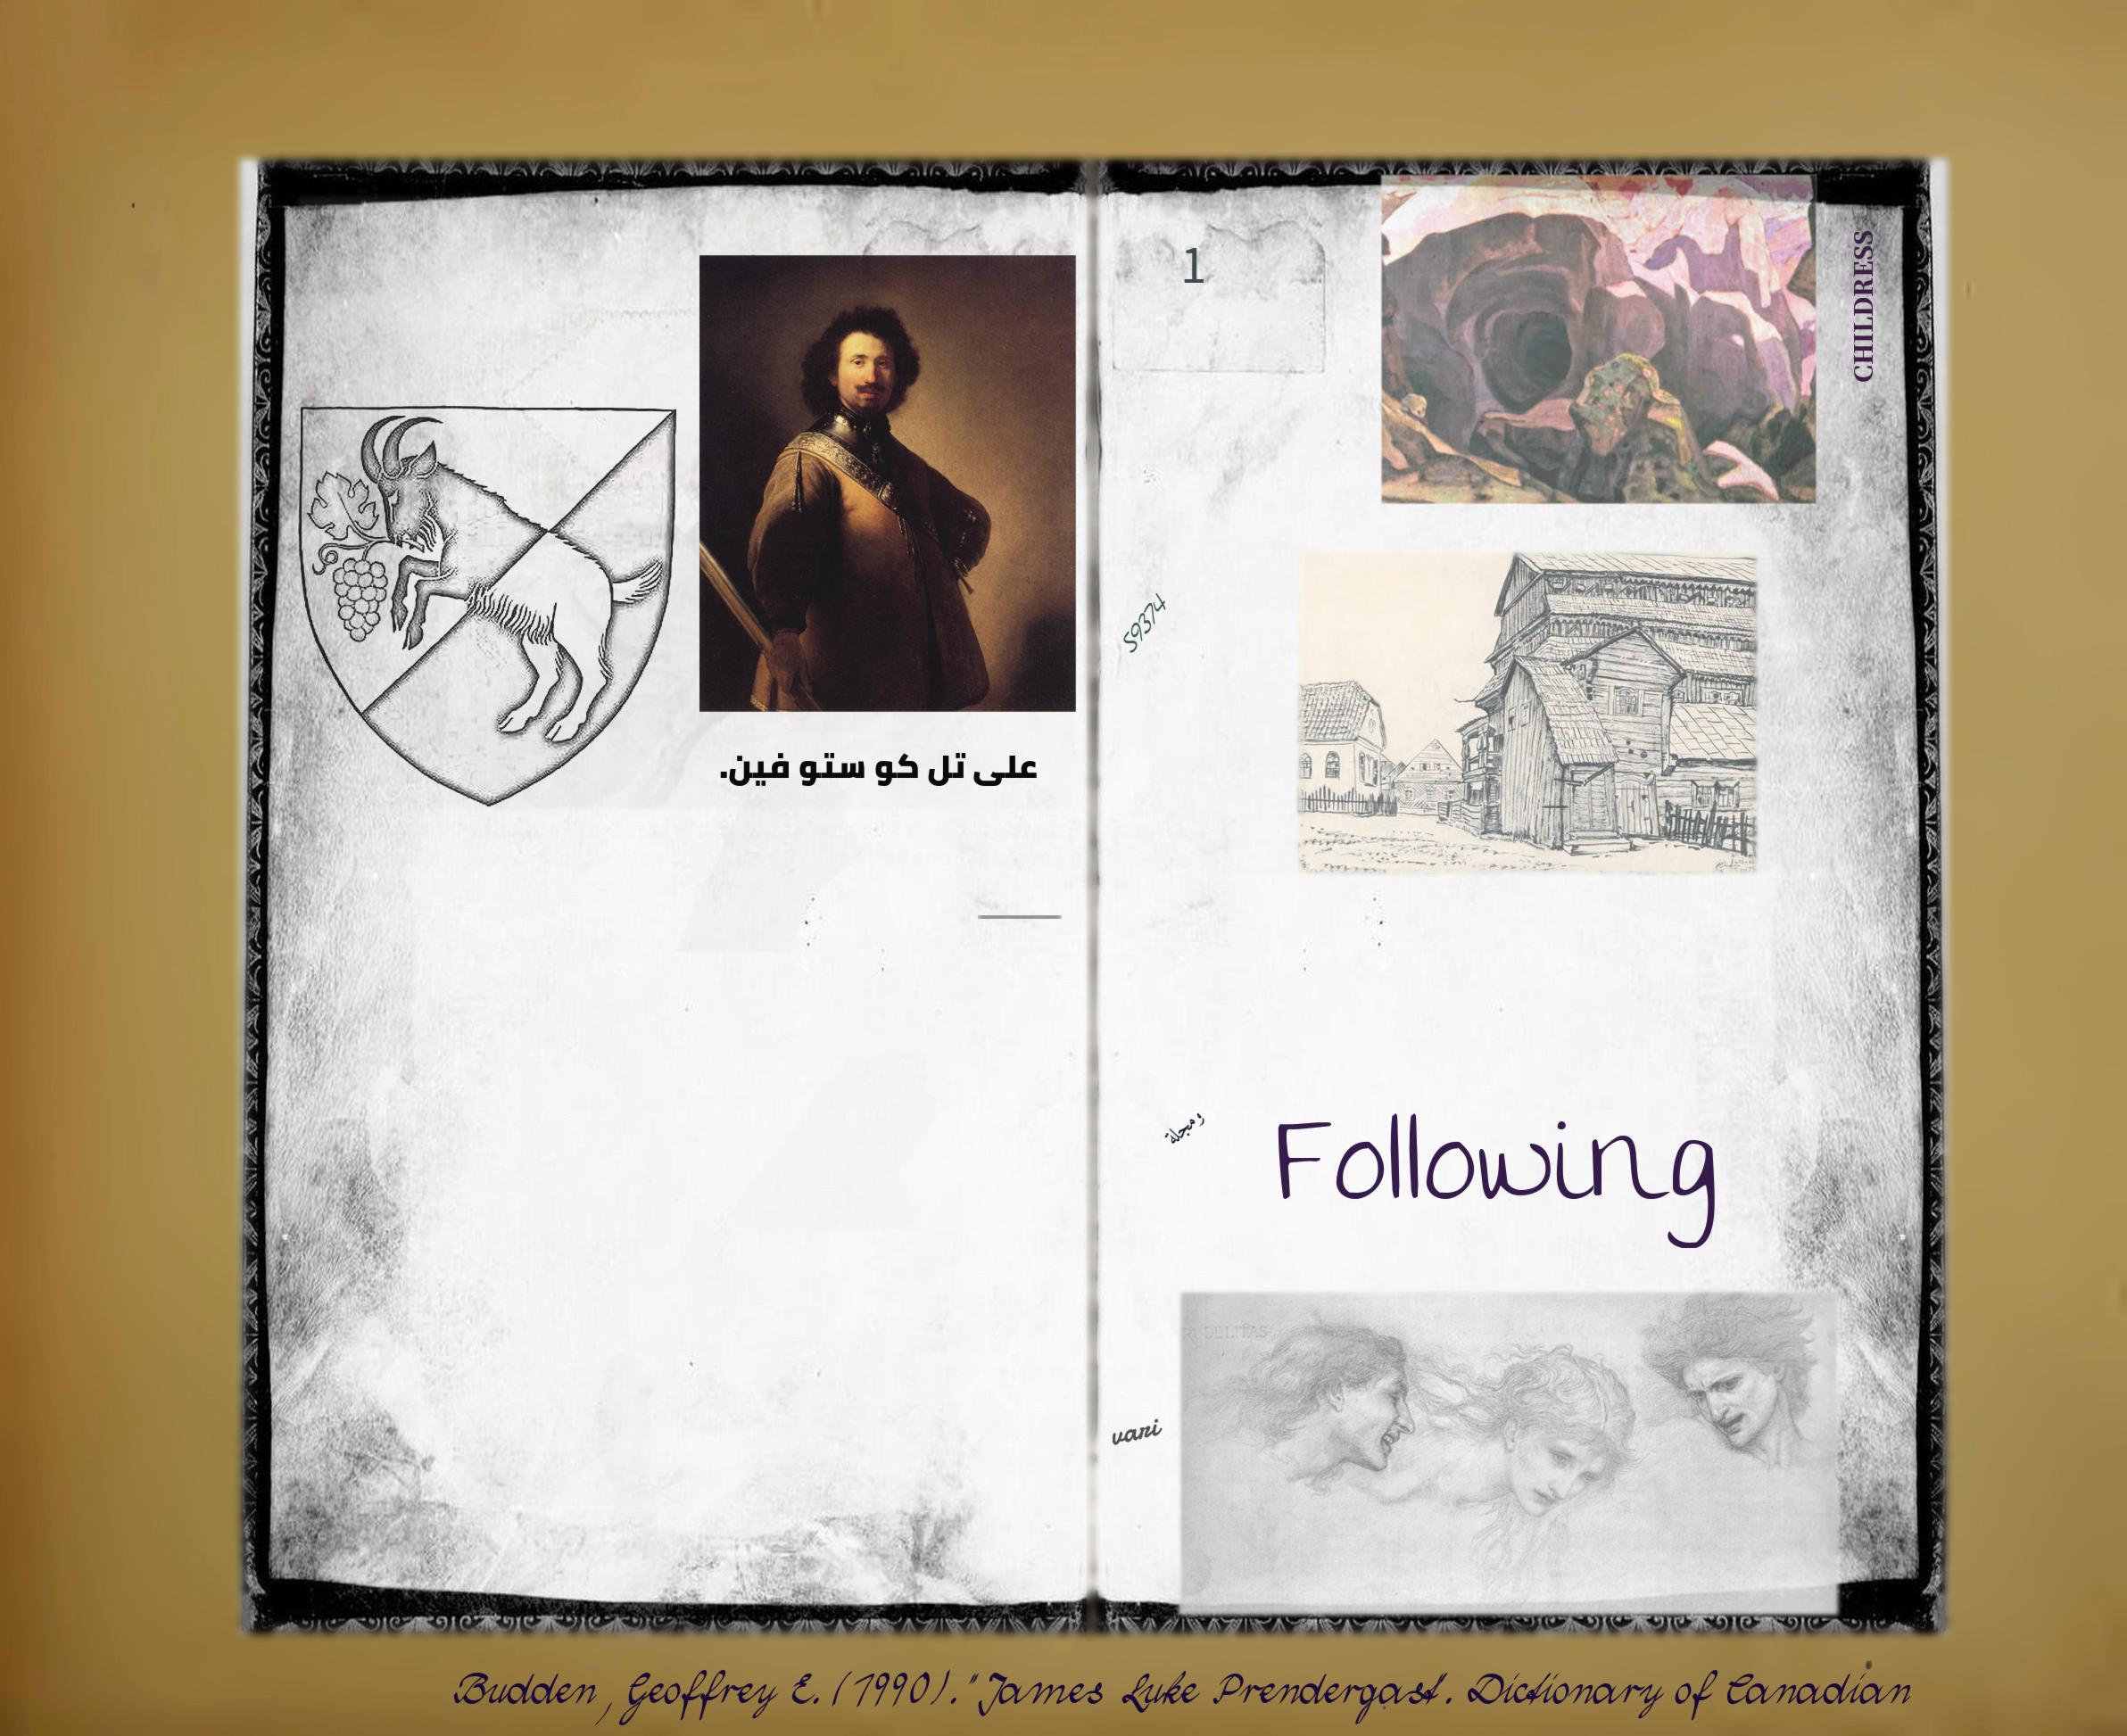 على تل كو ستو فين.
1
CHILDRESS
59374
ومجلة
Following
vari
Budden, Geoffrey E. (1990). "James Luke Prendergast". Dictionary of Canadian